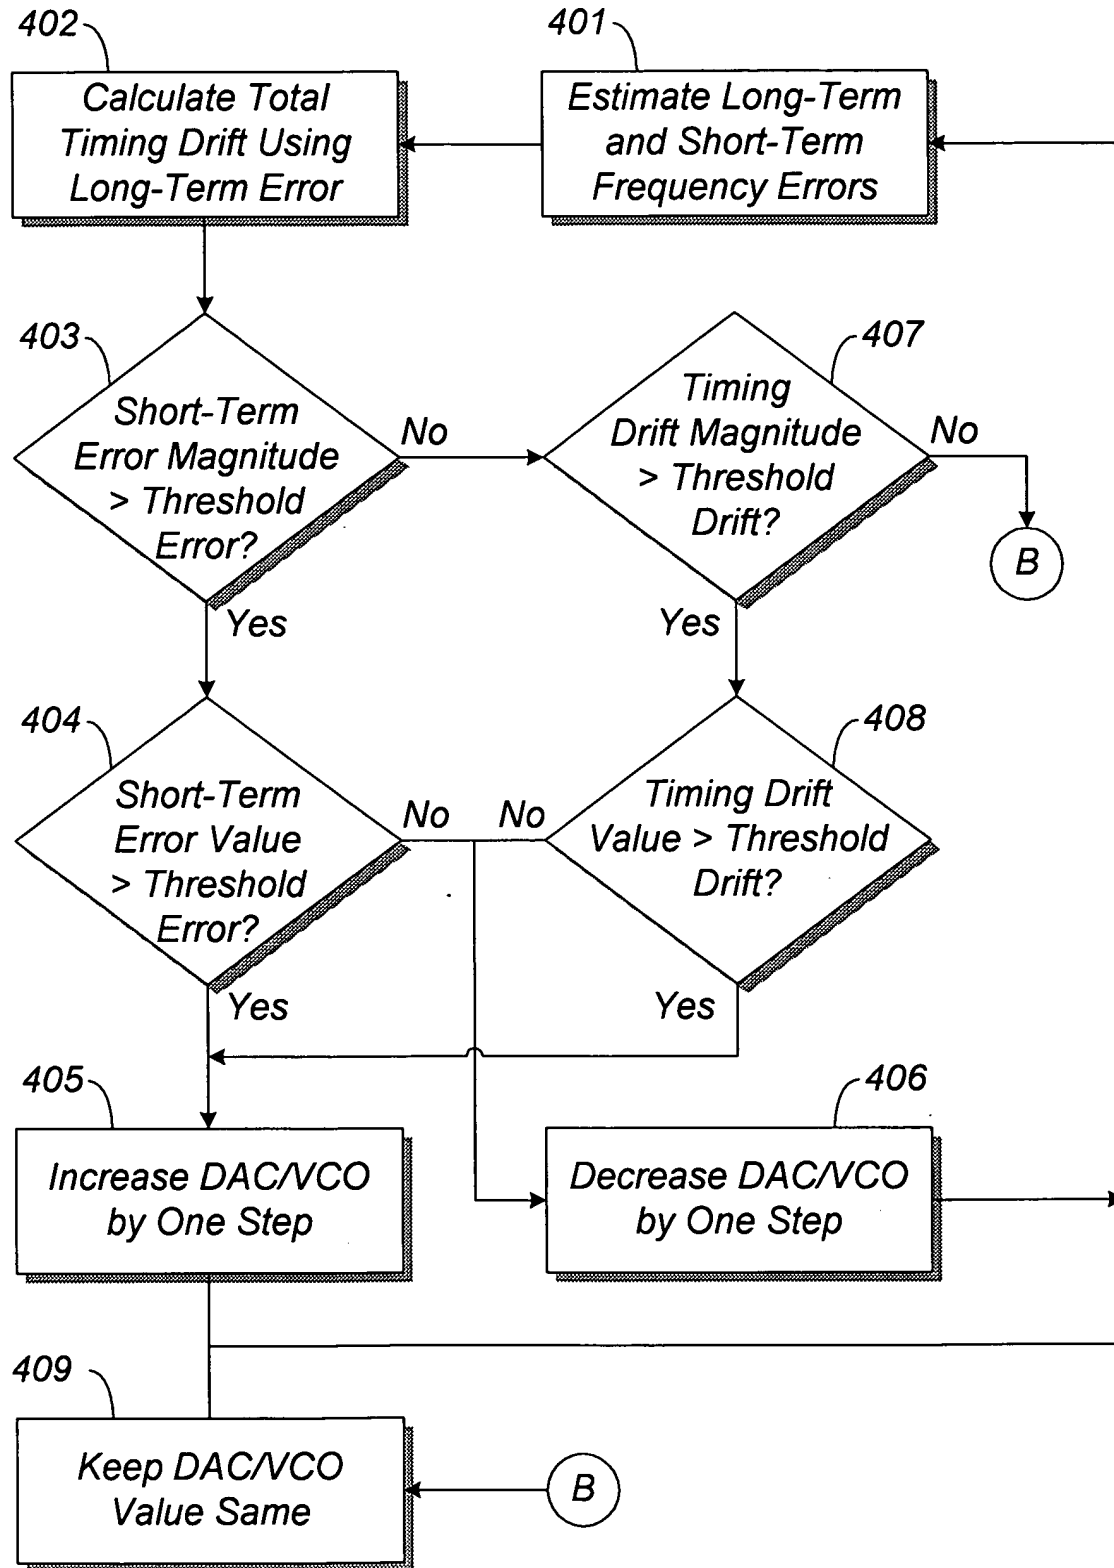 402
Calculate Total
Timing Drift Using
Long-Term Error
401
Estimate Long-Term
and Short-Term
Frequency Errors
403
Short-Term
Error Magnitude
> Threshold
Error?
No
Yes
407
Timing
Drift Magnitude
> Threshold
Drift?
No
Yes
B
404
Short-Term
Error Value
> Threshold
Error?
No
Yes
408
Timing Drift
Value > Threshold
Drift?
No
Yes
405
Increase DAC/VCO
by One Step
406
Decrease DAC/VCO
by One Step
409
Keep DAC/VCO
Value Same
B